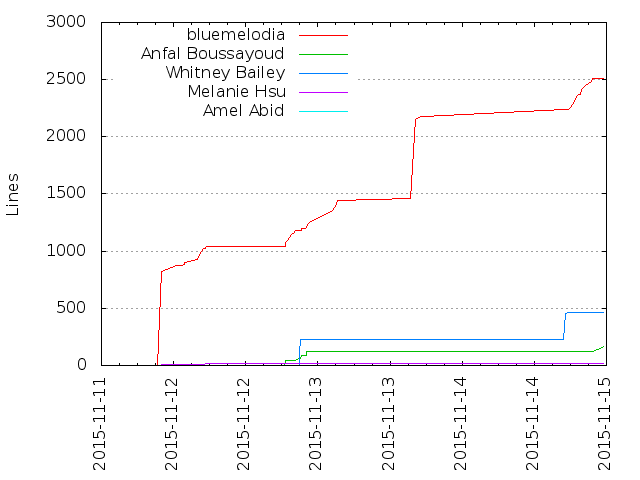 3000
2500
2000
1500
1000
500
0
Lines
bluemelodia
Anfal Boussayoud
Whitney Bailey
Melanie Hsu
Amel Abid
2015-11-11
2015-11-12
2015-11-12
2015-11-13
2015-11-13
2015-11-14
2015-11-14
2015-11-15